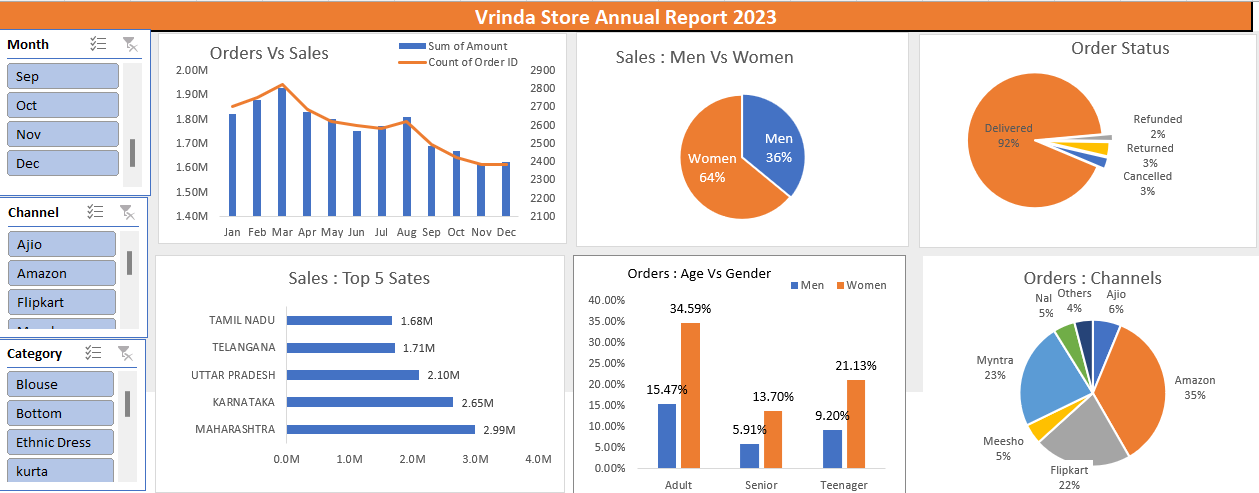 Vrinda Store Annual Report 2023
Month
Sep
Oct
Nov
Dec
Channel
Ajio
Amazon
Flipkart
Category
Blouse
Bottom
Ethnic Dress
kurta
Orders Vs Sales
Sum of Amount
Count of Order ID
2.00M
1.90M
1.80M
1.70M
1.60M
1.50M
1.40M
2900
2800
2700
2600
2500
2400
2300
2200
2100
Jan Feb Mar Apr May Jun Jul Aug Sep Oct Nov Dec
Sales : Men Vs Women
Men
36%
Women
64%
Order Status
Delivered
92%
Refunded
2%
Returned
3%
Cancelled
3%
Sales : Top 5 Sates
TAMIL NADU 1.68M
TELANGANA 1.71M
UTTAR PRADESH 2.10M
KARNATAKA 2.65M
MAHARASHTRA 2.99M
0.0M 1.0M 2.0M 3.0M 4.0M
Orders : Age Vs Gender
Men Women
40.00%
35.00%
30.00%
25.00%
20.00%
15.00%
10.00%
5.00%
0.00%
34.59%
15.47%
13.70%
5.91%
21.13%
9.20%
Adult Senior Teenager
Orders : Channels
Nal
5%
Others
4%
Ajio
6%
Myntra
23%
Amazon
35%
Meesho
5%
Flipkart
22%